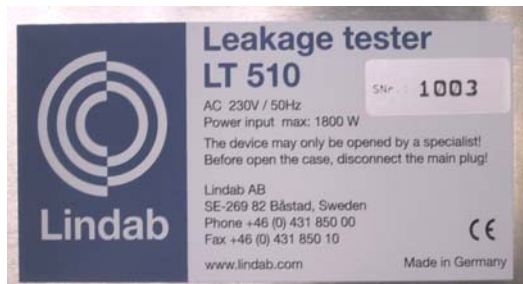 Lindab
Leakage tester
LT 510
SNr.: 1003
AC 230V / 50Hz
Power input max: 1800 W
The device may only be opened by a specialist!
Before open the case, disconnect the main plug!
Lindab AB
SE-269 82 Båstad, Sweden
Phone +46 (0) 431 850 00
Fax +46 (0) 431 850 10
CE
www.lindab.com
Made in Germany